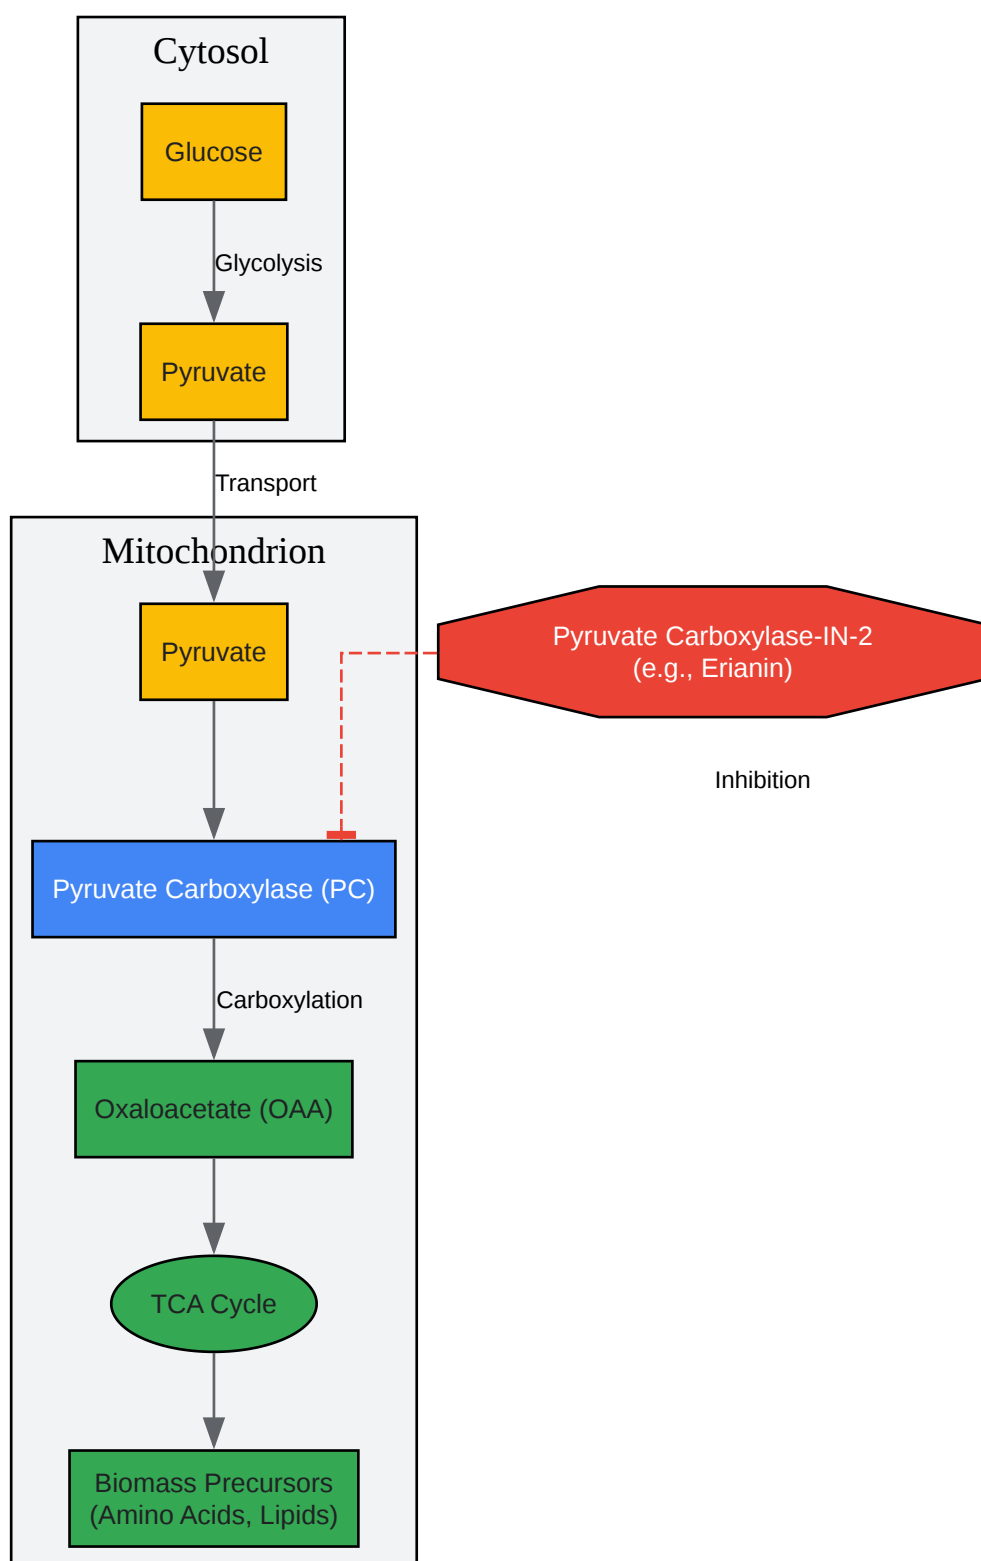 Cytosol
Glucose
Glycolysis
Pyruvate
Transport
Mitochondrion
Pyruvate
Pyruvate Carboxylase-IN-2
(e.g., Erianin)
Inhibition
Pyruvate Carboxylase (PC)
Carboxylation
Oxaloacetate (OAA)
TCA Cycle
Biomass Precursors
(Amino Acids, Lipids)